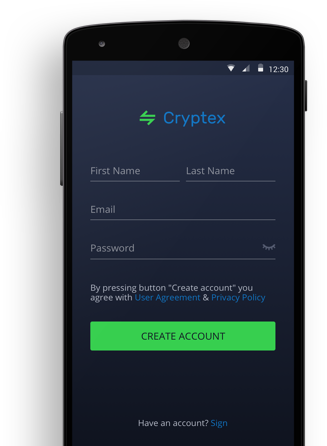 12:30
Cryptex
First Name Last Name
Email
Password
By pressing button "Create account" you
agree with User Agreement & Privacy Policy
CREATE ACCOUNT
Have an account? Sign